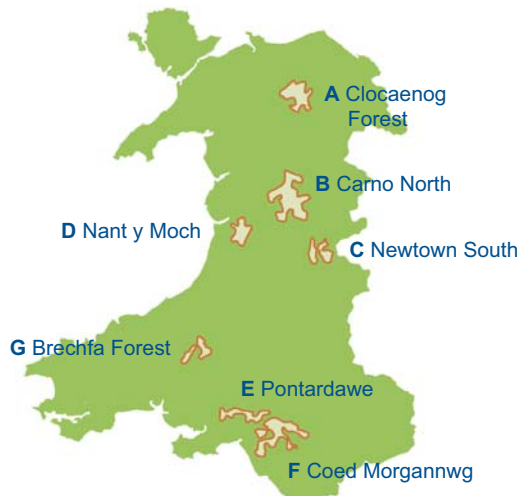 A Clocaenog
Forest
B Carno North
D Nant y Moch
C Newtown South
G Brechfa Forest
E Pontardawe
F Coed Morgannwg